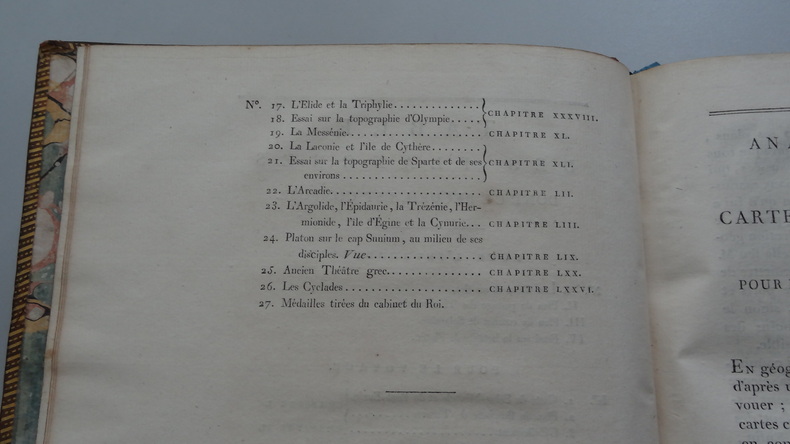 N°. 17. L'Elide et la Triphylie..............} CHAPITRE XXXVIII.
18. Essai sur la topographie d'Olympie.....
19. La Messénie...................... CHAPITRE XL.
20. La Laconie et l'île de Cythère........
21. Essai sur la topographie de Sparte et de ses } CHAPITRE XLI.
environs ..................
22. L'Arcadie......................... CHAPITRE LII.
23. L'Argolide, l'Épidaurie, la Trézénie, l'Her-
mionide, l'île d'Égine et la Cynurie... CHAPITRE LIII.
24. Platon sur le cap Sunium, au milieu de ses
disciples. Vue................... CHAPITRE LIX.
25. Ancien Théâtre grec................ CHAPITRE LXX.
26. Les Cyclades....................... CHAPITRE LXXVI.
27. Médailles tirées du cabinet du Roi.
AN
CARTE
POUR
EN géog
d'après
vouer ;
cartes